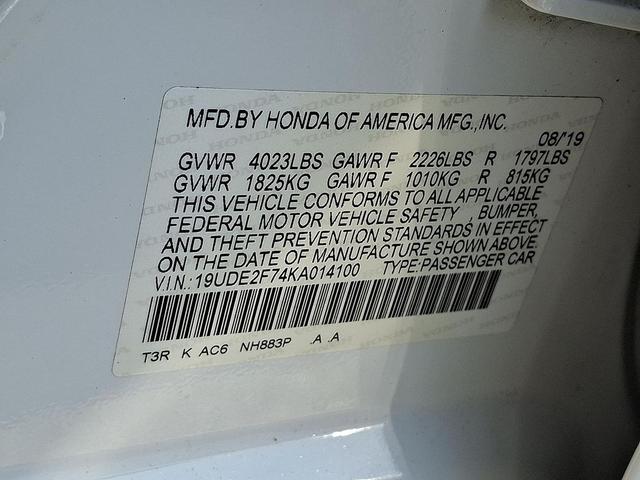 MFD.BY HONDA OF AMERICA MFG.,INC.
08/'19
GVWR 4023LBS GAWR F 2226LBS R 1797LBS
GVWR 1825KG GAWR F 1010KG R 815KG
THIS VEHICLE CONFORMS TO ALL APPLICABLE
FEDERAL MOTOR VEHICLE SAFETY , BUMPER,
AND THEFT PREVENTION STANDARDS IN EFFECT
ON THE DATE OF MANUFACTURE SHOWN ABOVE.
V.I.N.:19UDE2F74KA014100 TYPE:PASSENGER CAR
T3R K AC6 NH883P .A .A